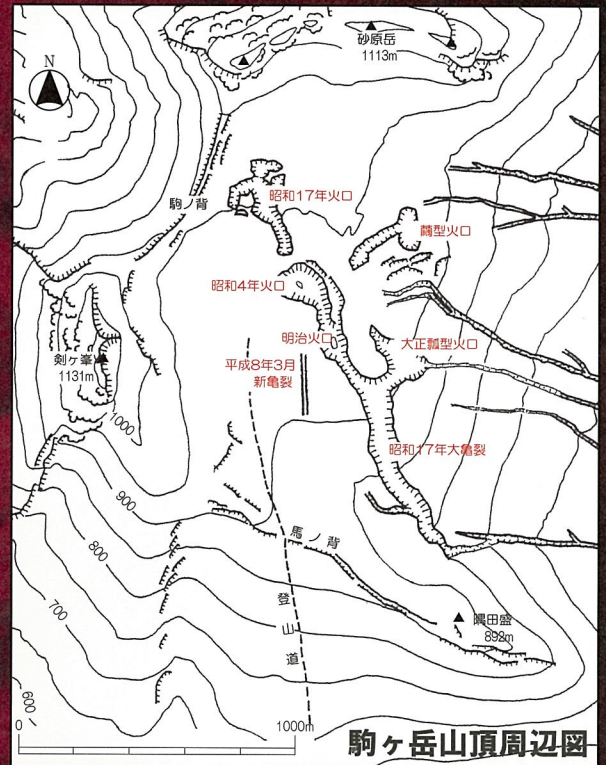 砂原岳
1113m
N
昭和17年火口
駒ノ背
繭型火口
昭和4年火口
明治火口
大正瓢型火口
剣ヶ峯
1131m
平成8年3月
新亀裂
1000
昭和17年大亀裂
900
馬ノ背
800
登山道
700
隅田盛
892m
600
0
1000m
駒ヶ岳山頂周辺図